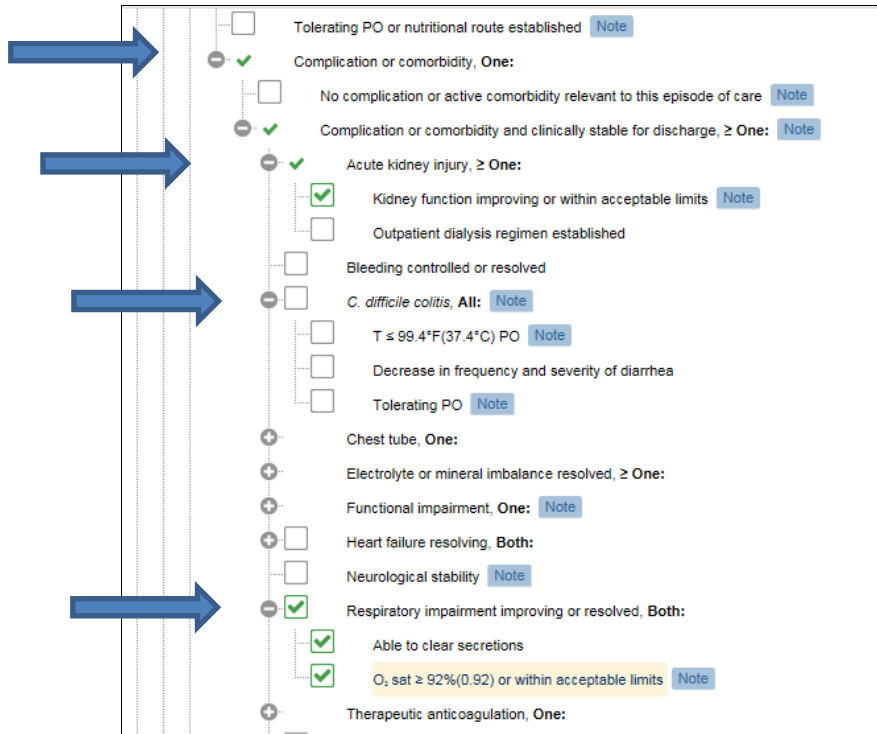 Tolerating PO or nutritional route established Note
Complication or comorbidity, One:
No complication or active comorbidity relevant to this episode of care Note
Complication or comorbidity and clinically stable for discharge, ≥ One: Note
Acute kidney injury, ≥ One:
Kidney function improving or within acceptable limits Note
Outpatient dialysis regimen established
Bleeding controlled or resolved
C. difficile colitis, All: Note
T ≤ 99.4°F(37.4°C) PO Note
Decrease in frequency and severity of diarrhea
Tolerating PO Note
Chest tube, One:
Electrolyte or mineral imbalance resolved, ≥ One:
Functional impairment, One: Note
Heart failure resolving, Both:
Neurological stability Note
Respiratory impairment improving or resolved, Both:
Able to clear secretions
O₂ sat ≥ 92%(0.92) or within acceptable limits Note
Therapeutic anticoagulation, One: